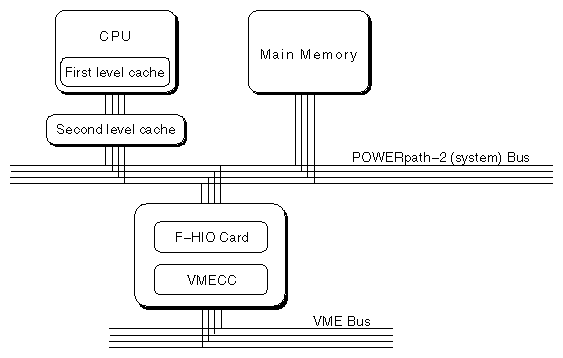 CPU
Main Memory
First level cache
Second level cache
POWERpath-2 (system) Bus
F-HIO Card
VMECC
VME Bus